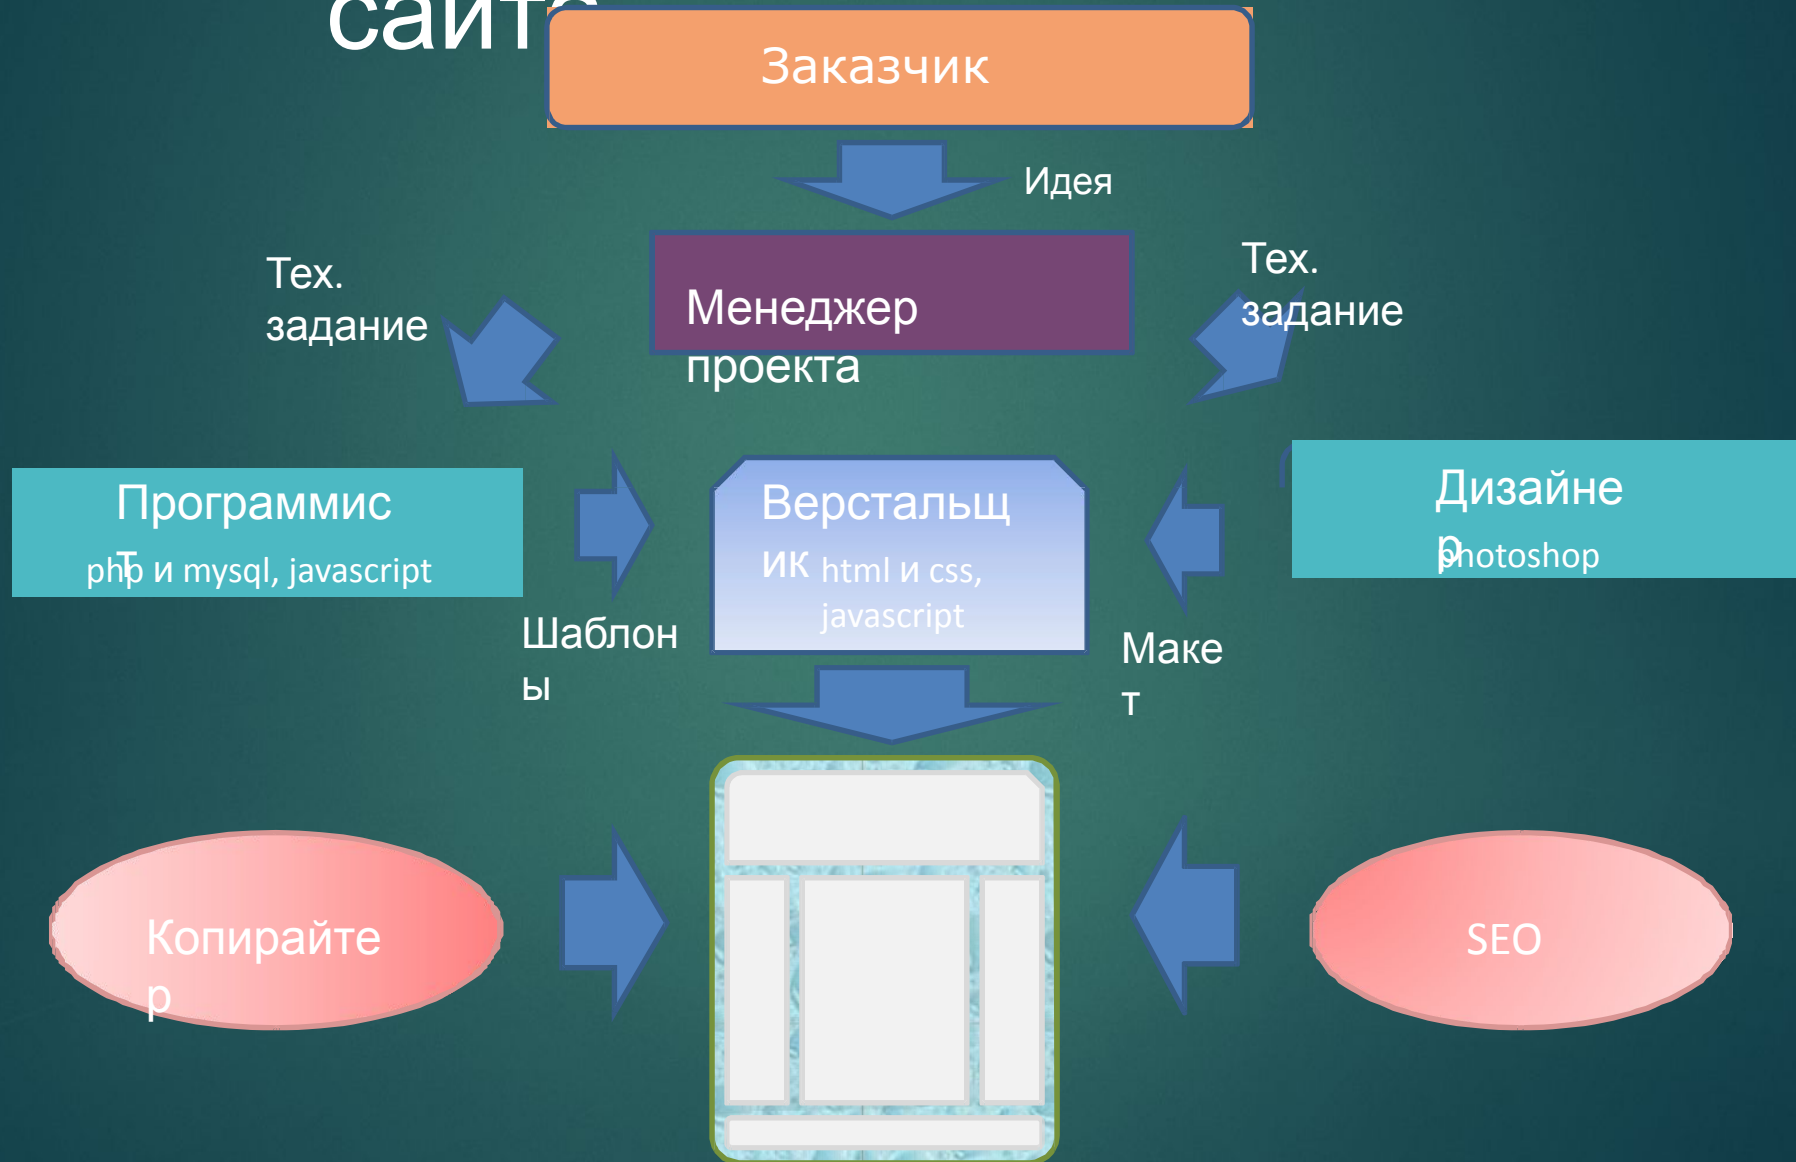 сайто
Заказчик
Идея
Тех.
задание
Менеджер
проекта
Тех.
задание
Программис
т
php и mysql, javascript
Верстальщ
ик html и css,
javascript
Дизайне
р
photoshop
Шаблон
ы
Маке
т
Копирайте
р
SEO